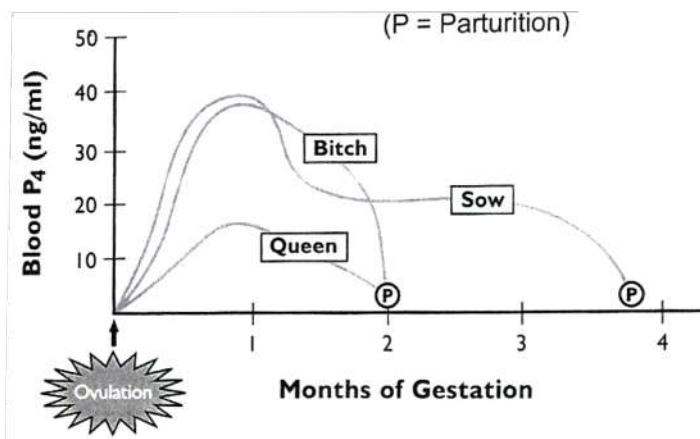 (P = Parturition)
Blood P4 (ng/ml)
50
40
30
20
10
Bitch
Sow
Queen
P
P
1
2
3
4
Ovulation
Months of Gestation